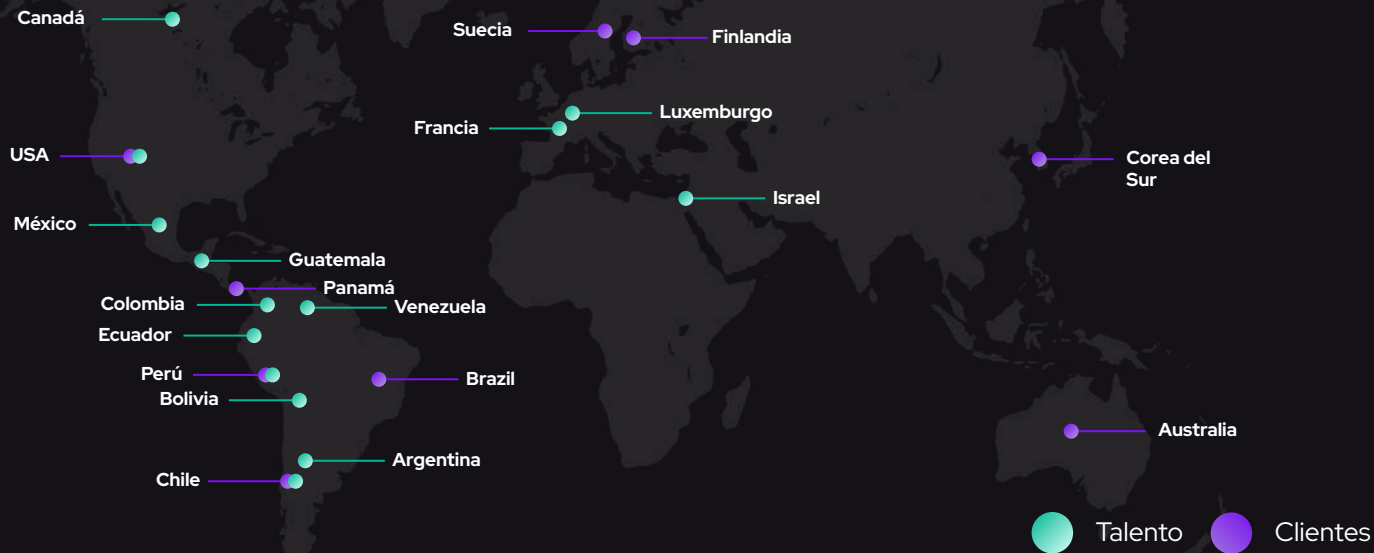 Canadá
Suecia
Finlandia
Luxemburgo
Francia
USA
Corea del
Sur
Israel
México
Guatemala
Panamá
Colombia
Venezuela
Ecuador
Perú
Brazil
Bolivia
Australia
Argentina
Chile
Talento
Clientes